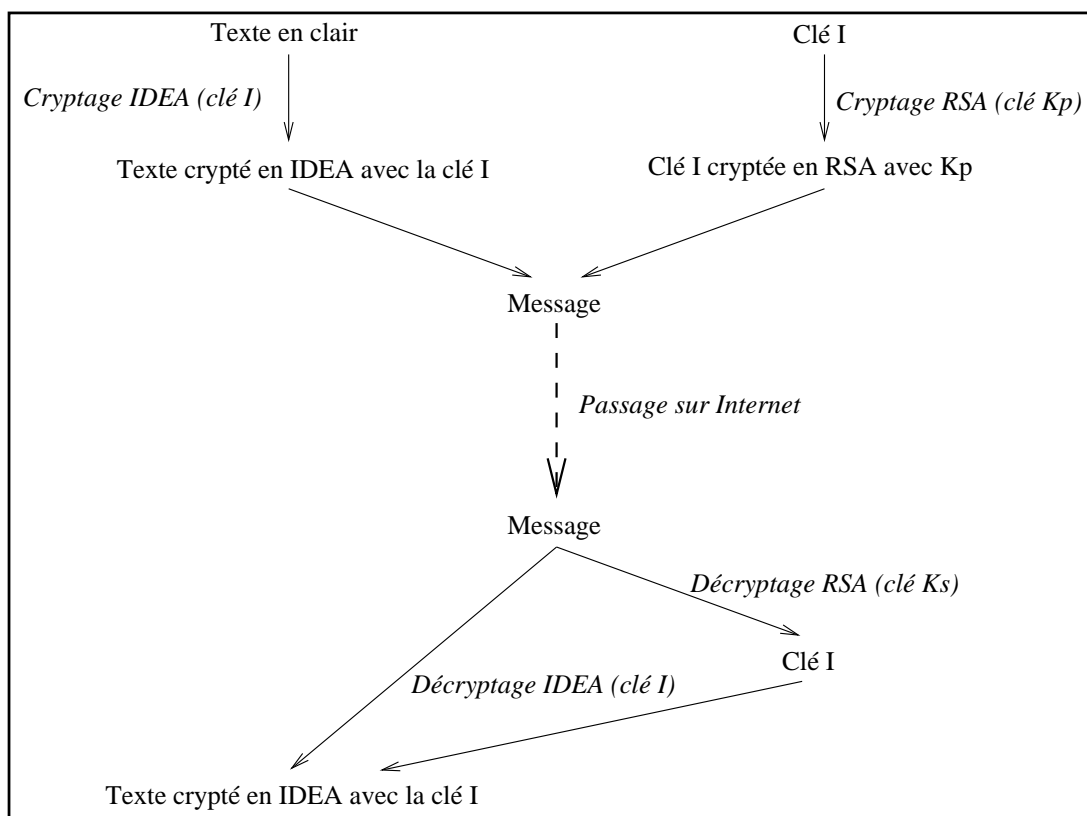 Texte en clair
Clé I
Cryptage IDEA (clé I)
Cryptage RSA (clé Kp)
Texte crypté en IDEA avec la clé I
Clé I cryptée en RSA avec Kp
Message
Passage sur Internet
Message
Décryptage RSA (clé Ks)
Clé I
Décryptage IDEA (clé I)
Texte crypté en IDEA avec la clé I